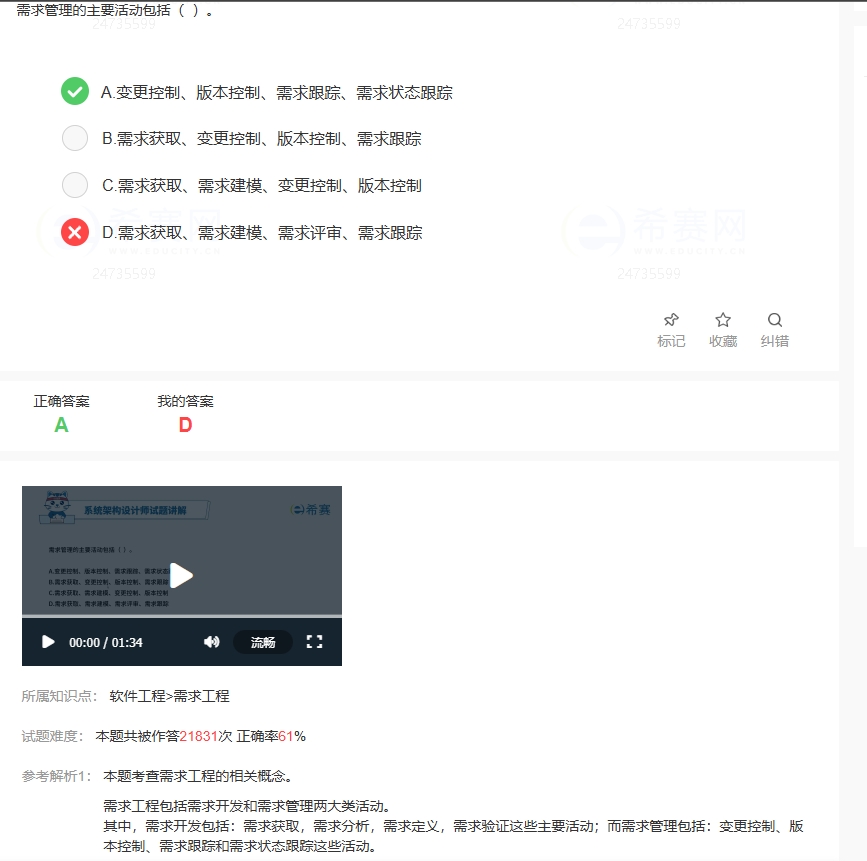 需求管理的主要活动包括（ ）。
24735599
24735599
A.变更控制、版本控制、需求跟踪、需求状态跟踪
B.需求获取、变更控制、版本控制、需求跟踪
C.需求获取、需求建模、变更控制、版本控制
希赛网
希赛网
D.需求获取、需求建模、需求评审、需求跟踪
WWW.EDUCITY.CN
WWW.EDUCITY.CN
24735599
24735599
标记
收藏
纠错
正确答案
我的答案
A
D
系统架构设计师试题讲解
希赛
需求管理的主要活动包括（ ）。
A.变更控制、版本控制、需求跟踪、需求状态
B.需求获取、变更控制、版本控制、需求跟踪
C.需求获取、需求建模、变更控制、版本控制
D.需求获取、需求建模、需求评审、需求跟踪
00:00 / 01:34
流畅
所属知识点： 软件工程>需求工程
试题难度： 本题共被作答21831次 正确率61%
参考解析1： 本题考查需求工程的相关概念。
需求工程包括需求开发和需求管理两大类活动。
其中，需求开发包括：需求获取，需求分析，需求定义，需求验证这些主要活动；而需求管理包括：变更控制、版
本控制、需求跟踪和需求状态跟踪这些活动。